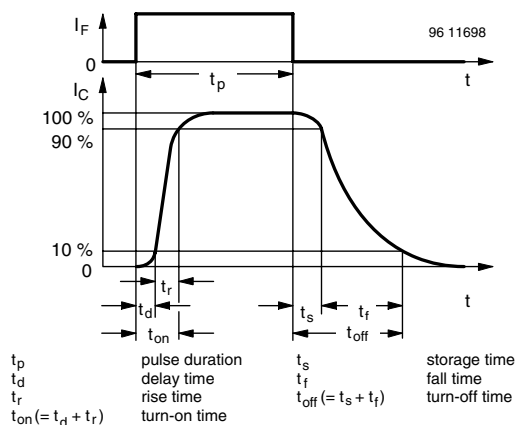 I_F
96 11698
0
t_p
t
I_C
100 %
90 %
10 %
0
t_r
t_d
t_s
t_f
t
t_on
t_off
t_p pulse duration t_s storage time
t_d delay time t_f fall time
t_r rise time t_off (= t_s + t_f) turn-off time
t_on (= t_d + t_r) turn-on time